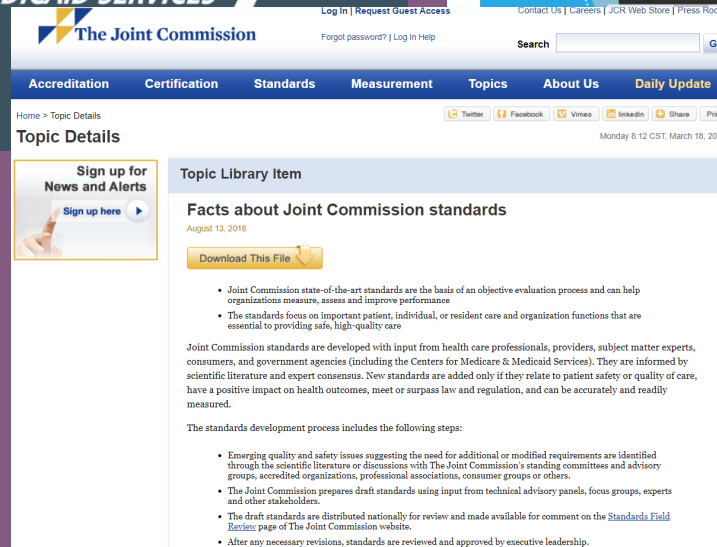 Log In | Request Guest Access
Contact Us | Careers | JCR Web Store | Press
The Joint Commission
Forgot password? | Log In Help
Search
Accreditation Certification Standards Measurement Topics About Us Daily Update
Home > Topic Details
Twitter Facebook Vimeo linkedin Share
Topic Details
Monday 8:12 CST, March 18,
Sign up for
News and Alerts
Sign up here
Topic Library Item
Facts about Joint Commission standards
August 13, 2018
Download This File
• Joint Commission state-of-the-art standards are the basis of an objective evaluation process and can help
organizations measure, assess and improve performance
• The standards focus on important patient, individual, or resident care and organization functions that are
essential to providing safe, high-quality care
Joint Commission standards are developed with input from health care professionals, providers, subject matter experts,
consumers, and government agencies (including the Centers for Medicare & Medicaid Services). They are informed by
scientific literature and expert consensus. New standards are added only if they relate to patient safety or quality of care,
have a positive impact on health outcomes, meet or surpass law and regulation, and can be accurately and readily
measured.
The standards development process includes the following steps:
• Emerging quality and safety issues suggesting the need for additional or modified requirements are identified
through the scientific literature or discussions with The Joint Commission's standing committees and advisory
groups, accredited organizations, professional associations, consumer groups or others.
• The Joint Commission prepares draft standards using input from technical advisory panels, focus groups, experts
and other stakeholders.
• The draft standards are distributed nationally for review and made available for comment on the Standards Field
Review page of The Joint Commission website.
• After any necessary revisions, standards are reviewed and approved by executive leadership.